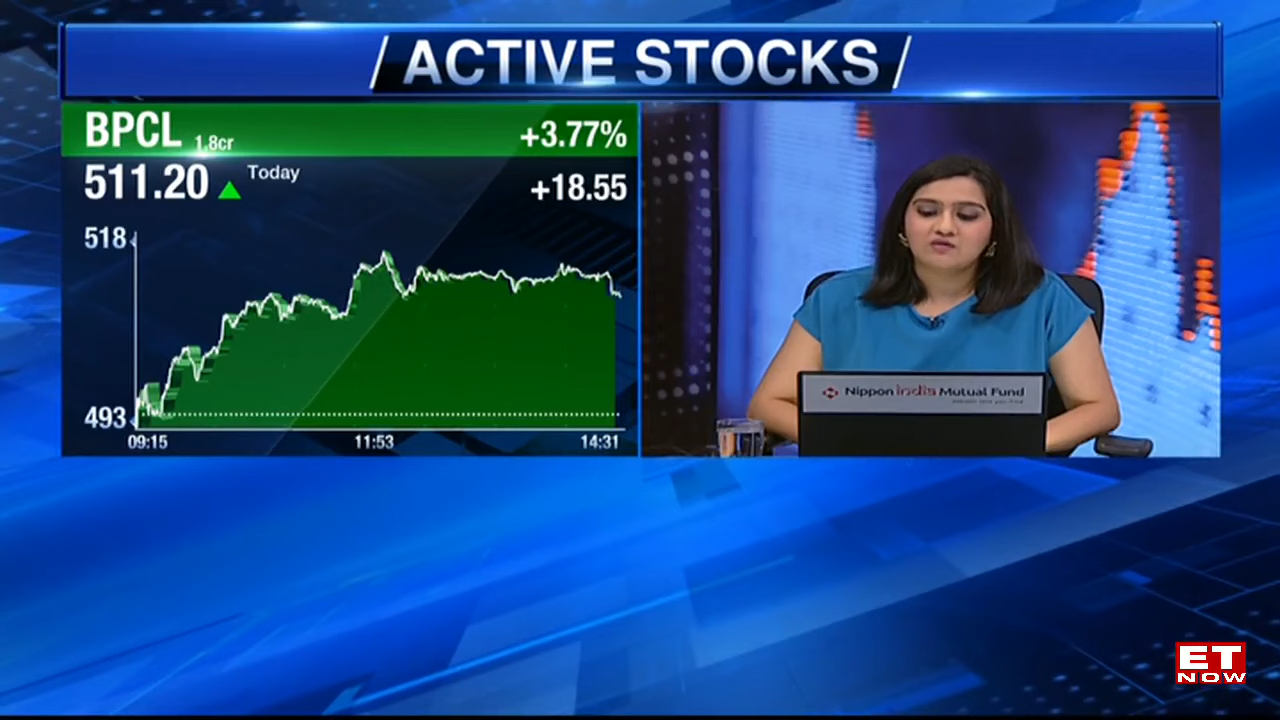 / ACTIVE STOCKS /
BPCL 1.8cr +3.77%
511.20 Today +18.55
518
493
09:15 11:53 14:31
Nippon india Mutual Fund
ET
NOW